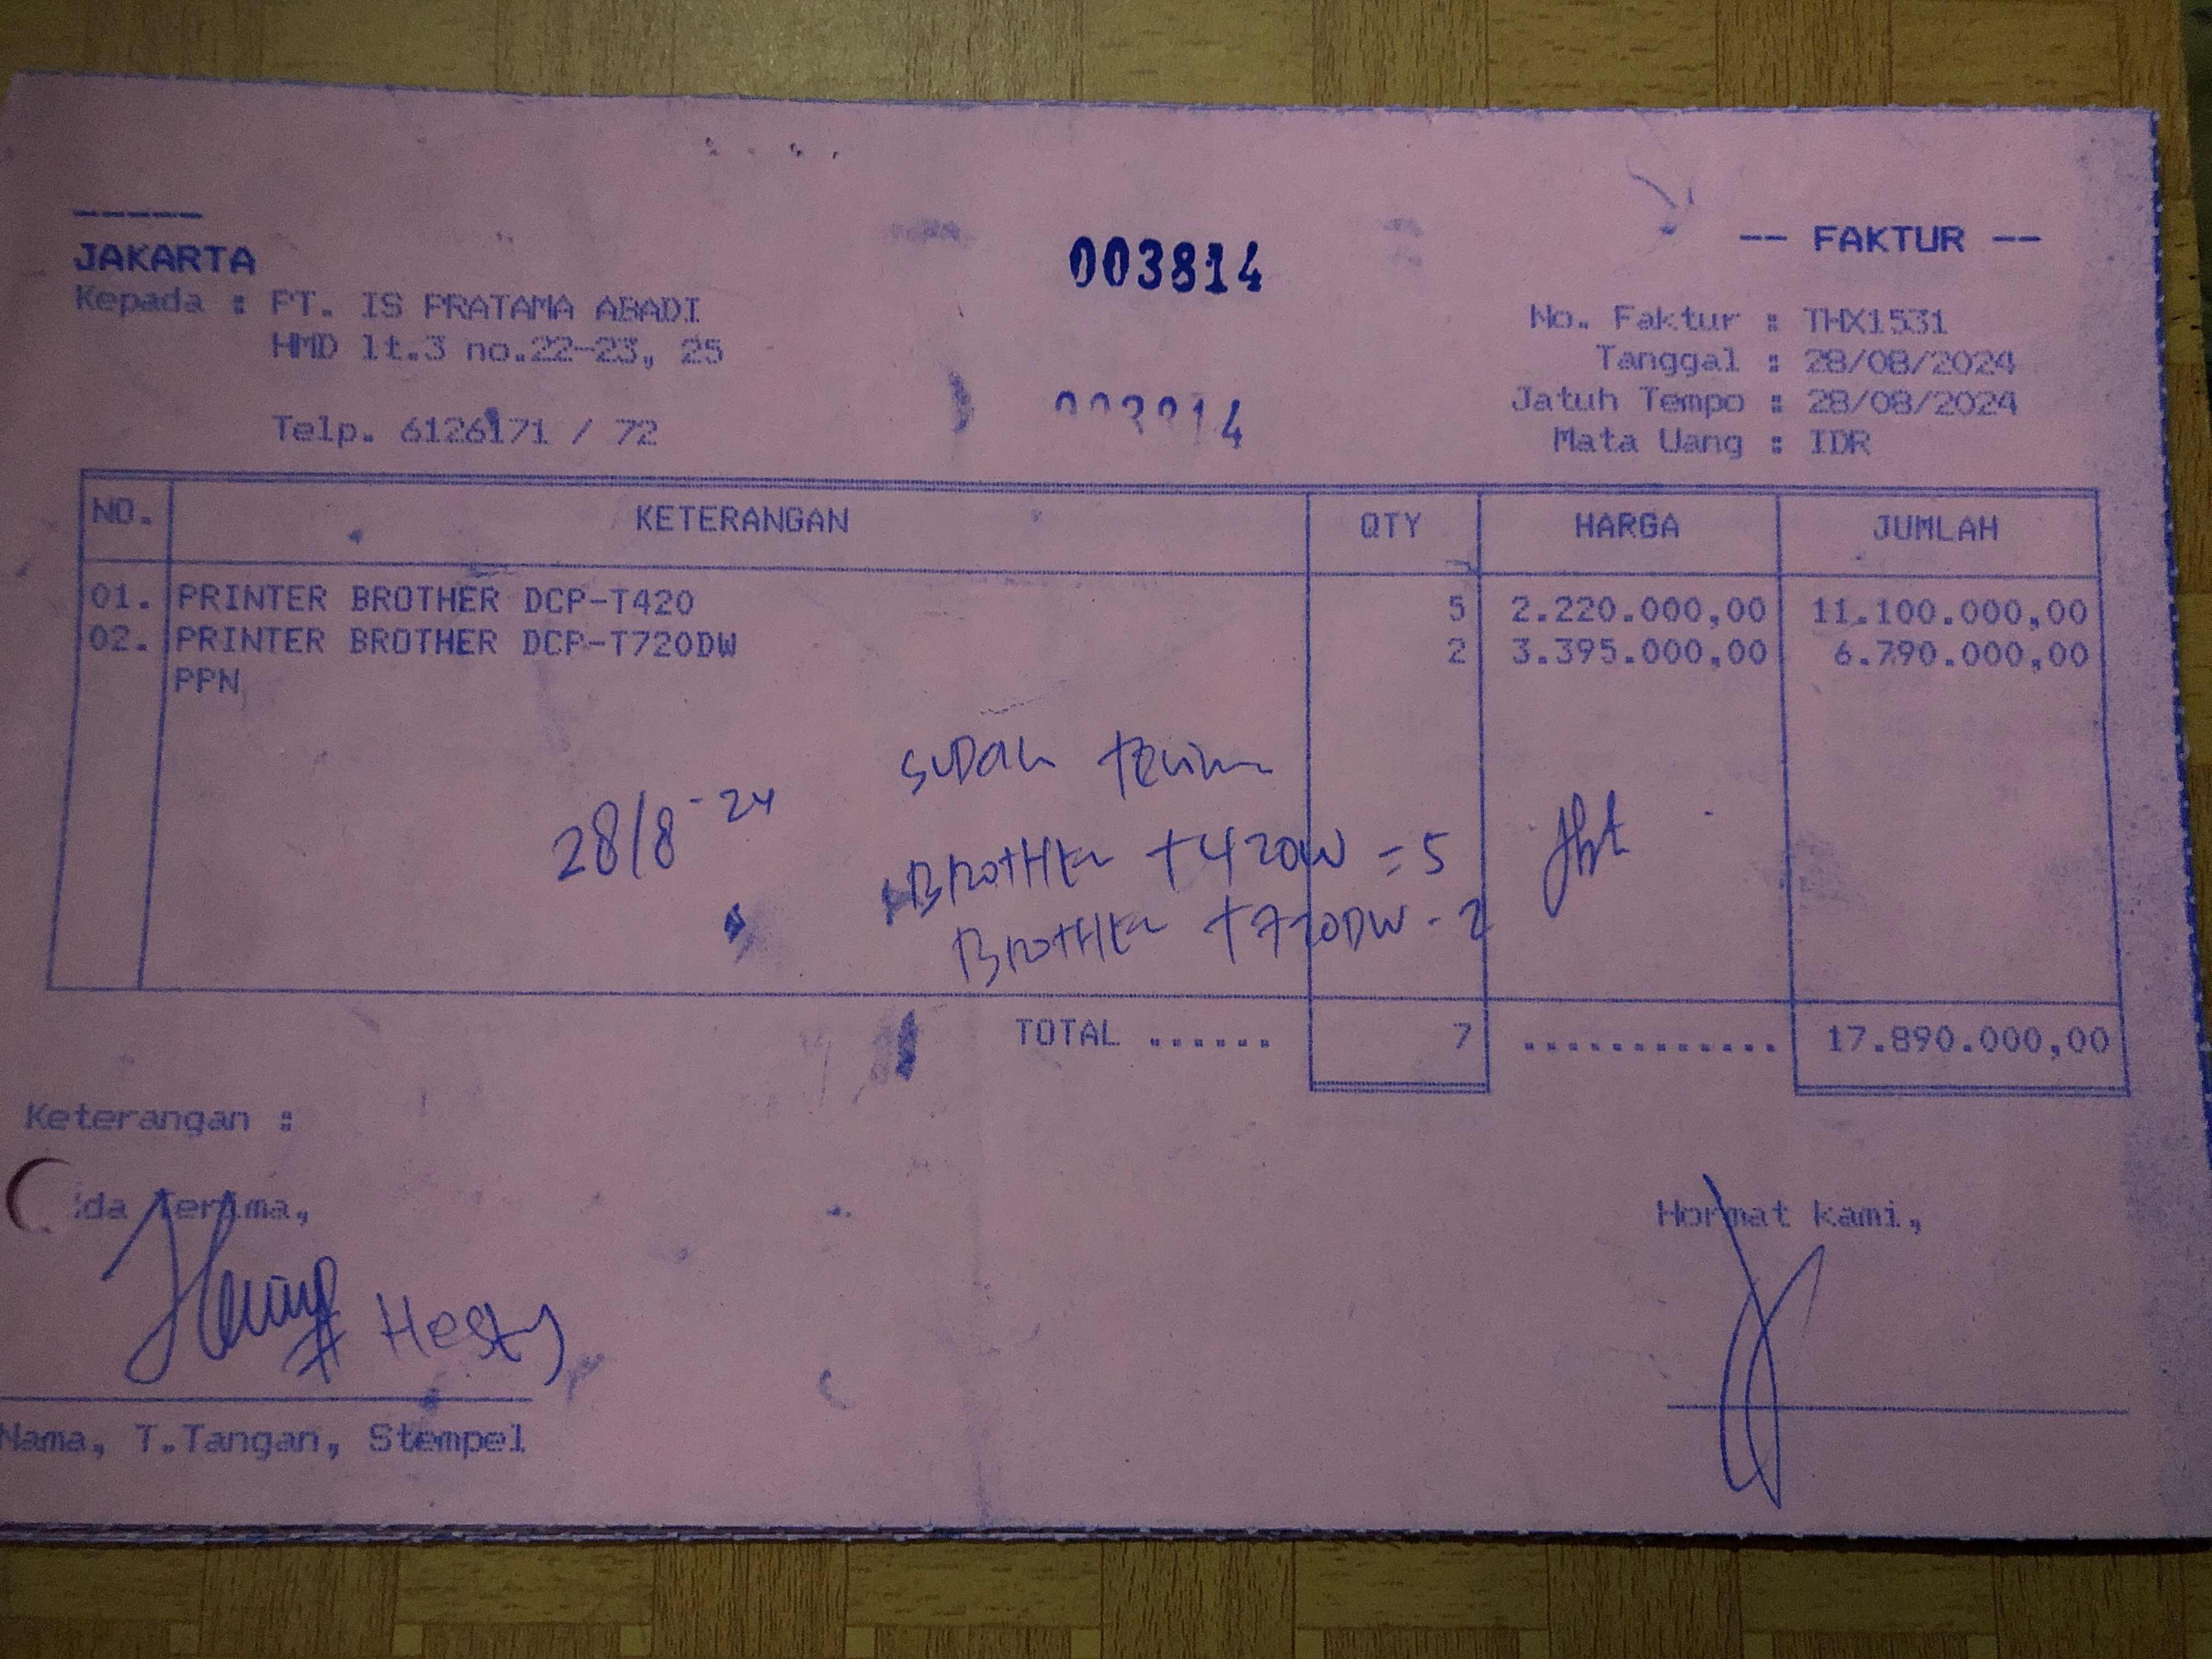 -----
JAKARTA
Kepada : PT. IS PRATAMA ABADI
HMD lt.3 no.22-23, 25
Telp. 6126171 / 72
003814
-- FAKTUR --
No. Faktur : THX1531
Tanggal : 28/08/2024
Jatuh Tempo : 28/08/2024
Mata Uang : IDR
NO. KETERANGAN QTY HARGA JUMLAH
01. PRINTER BROTHER DCP-T420 5 2.220.000,00 11.100.000,00
02. PRINTER BROTHER DCP-T720DW 2 3.395.000,00 6.790.000,00
PPN
SUDAH terima
28/8-24
BROTHER T420W = 5
BROTHER T720DW - 2
TOTAL ...... 7 ............ 17.890.000,00
Keterangan :
da Terima,
Hesty
Nama, T.Tangan, Stempel
Hormat kami,